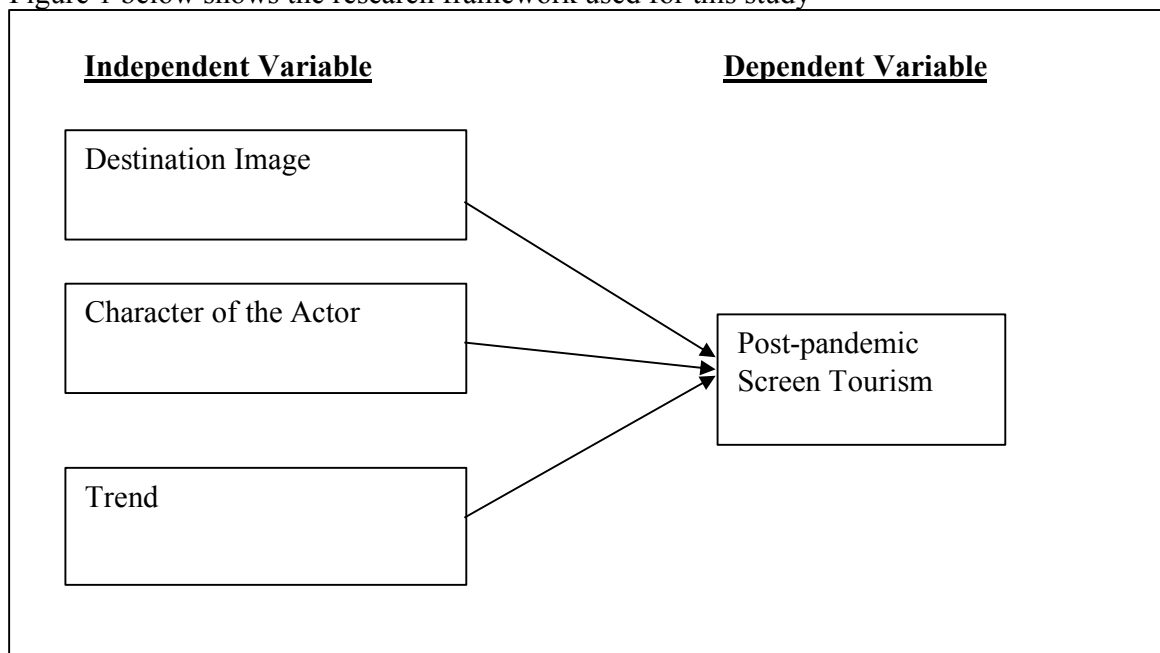 Figure 1 below shows the research framework used for this study
Independent Variable
Dependent Variable
Destination Image
Character of the Actor
Post-pandemic
Screen Tourism
Trend